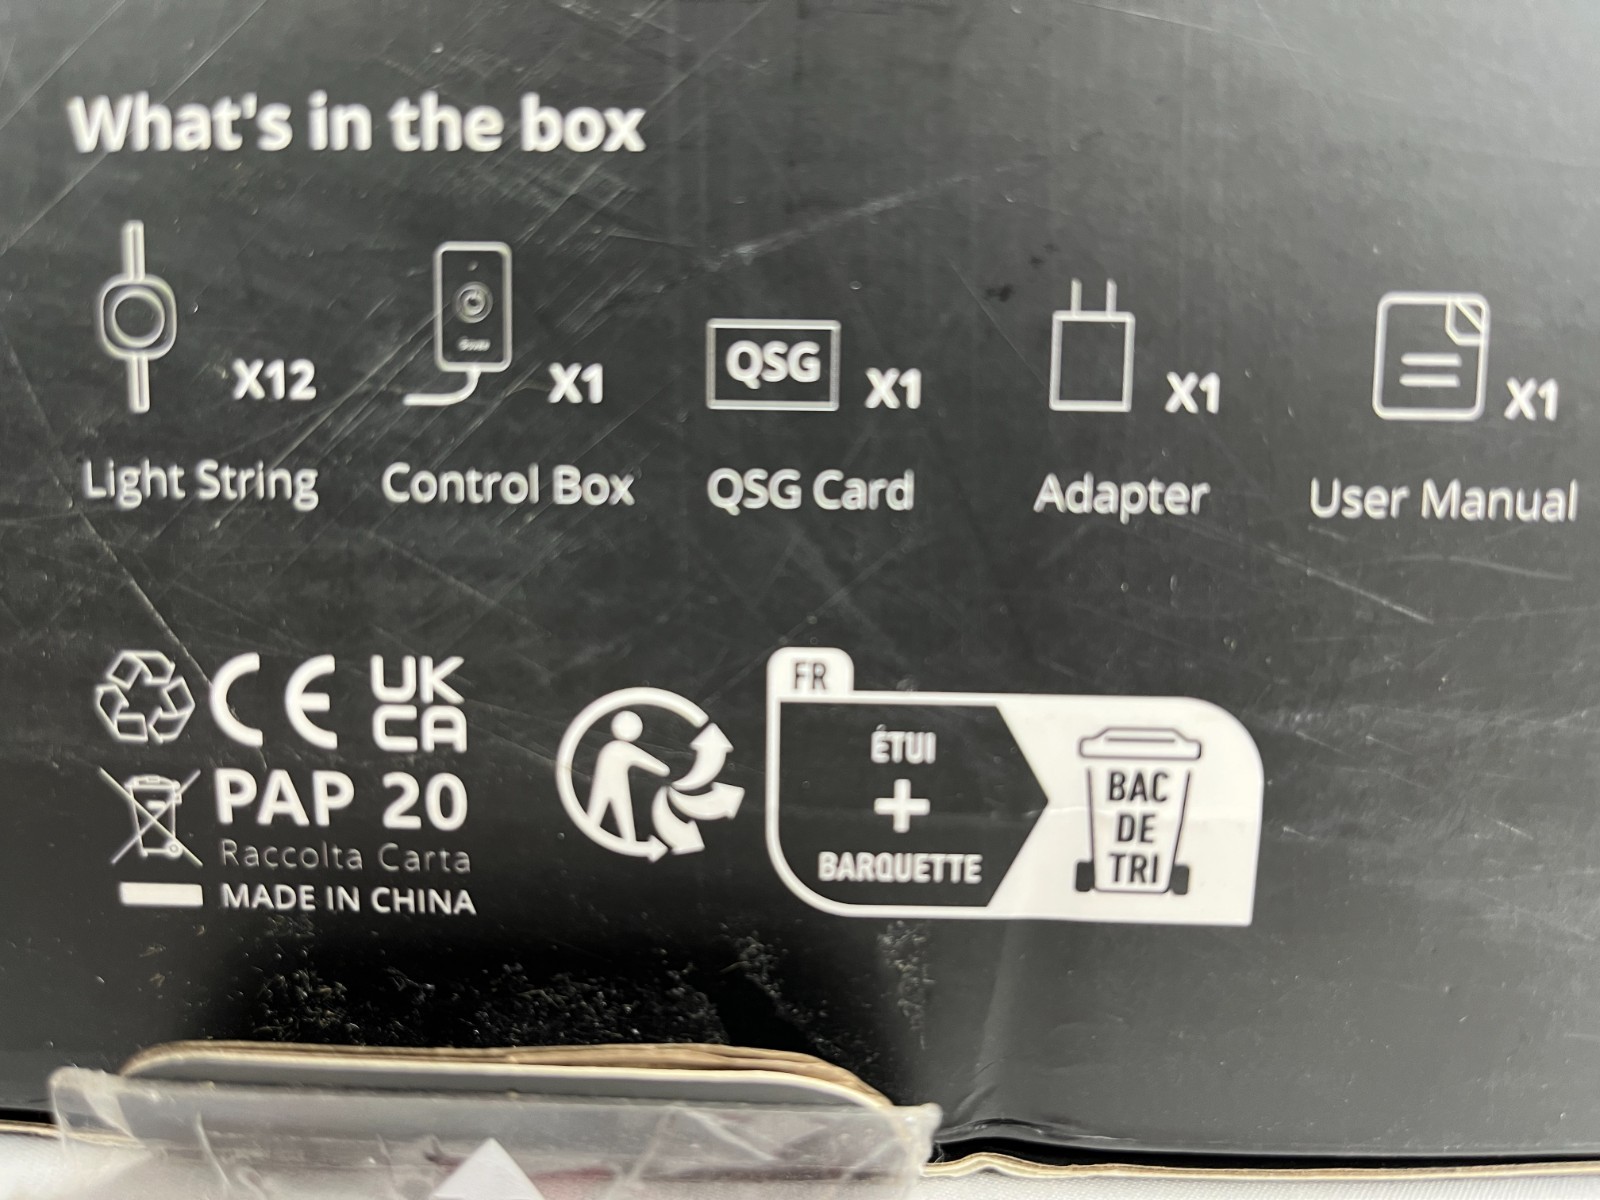 What's in the box
X12
X1
QSG
X1
X1
X1
Light String
Control Box
QSG Card
Adapter
User Manual
CE
UK
CA
PAP 20
Raccolta Carta
MADE IN CHINA
FR
ÉTUI
+
BARQUETTE
BAC
DE
TRI